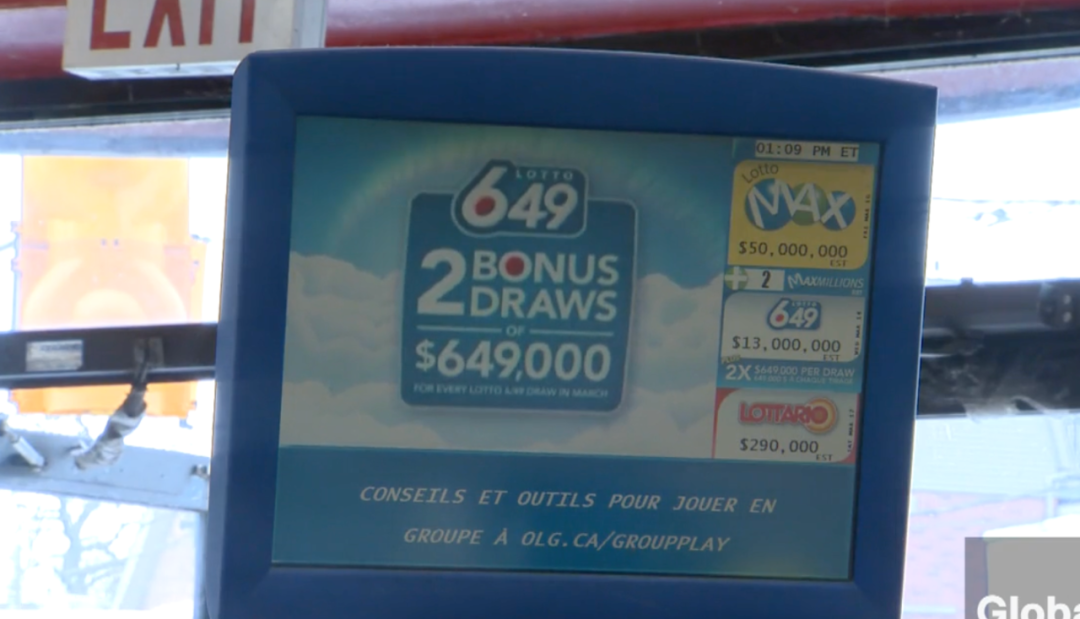 EXIT
01:09 PM ET
LOTTO
649
2 BONUS
DRAWS
OF
$649,000
FOR EVERY LOTTO 6/49 DRAW IN MARCH
Lotto
MAX
$50,000,000
EST
+ 2 MAXMILLIONS
LOTTO
649
$13,000,000
EST
2X $649,000 PER DRAW
LOTTARIO
$290,000
EST
CONSEILS ET OUTILS POUR JOUER EN
GROUPE À OLG.CA/GROUPPLAY
Globa